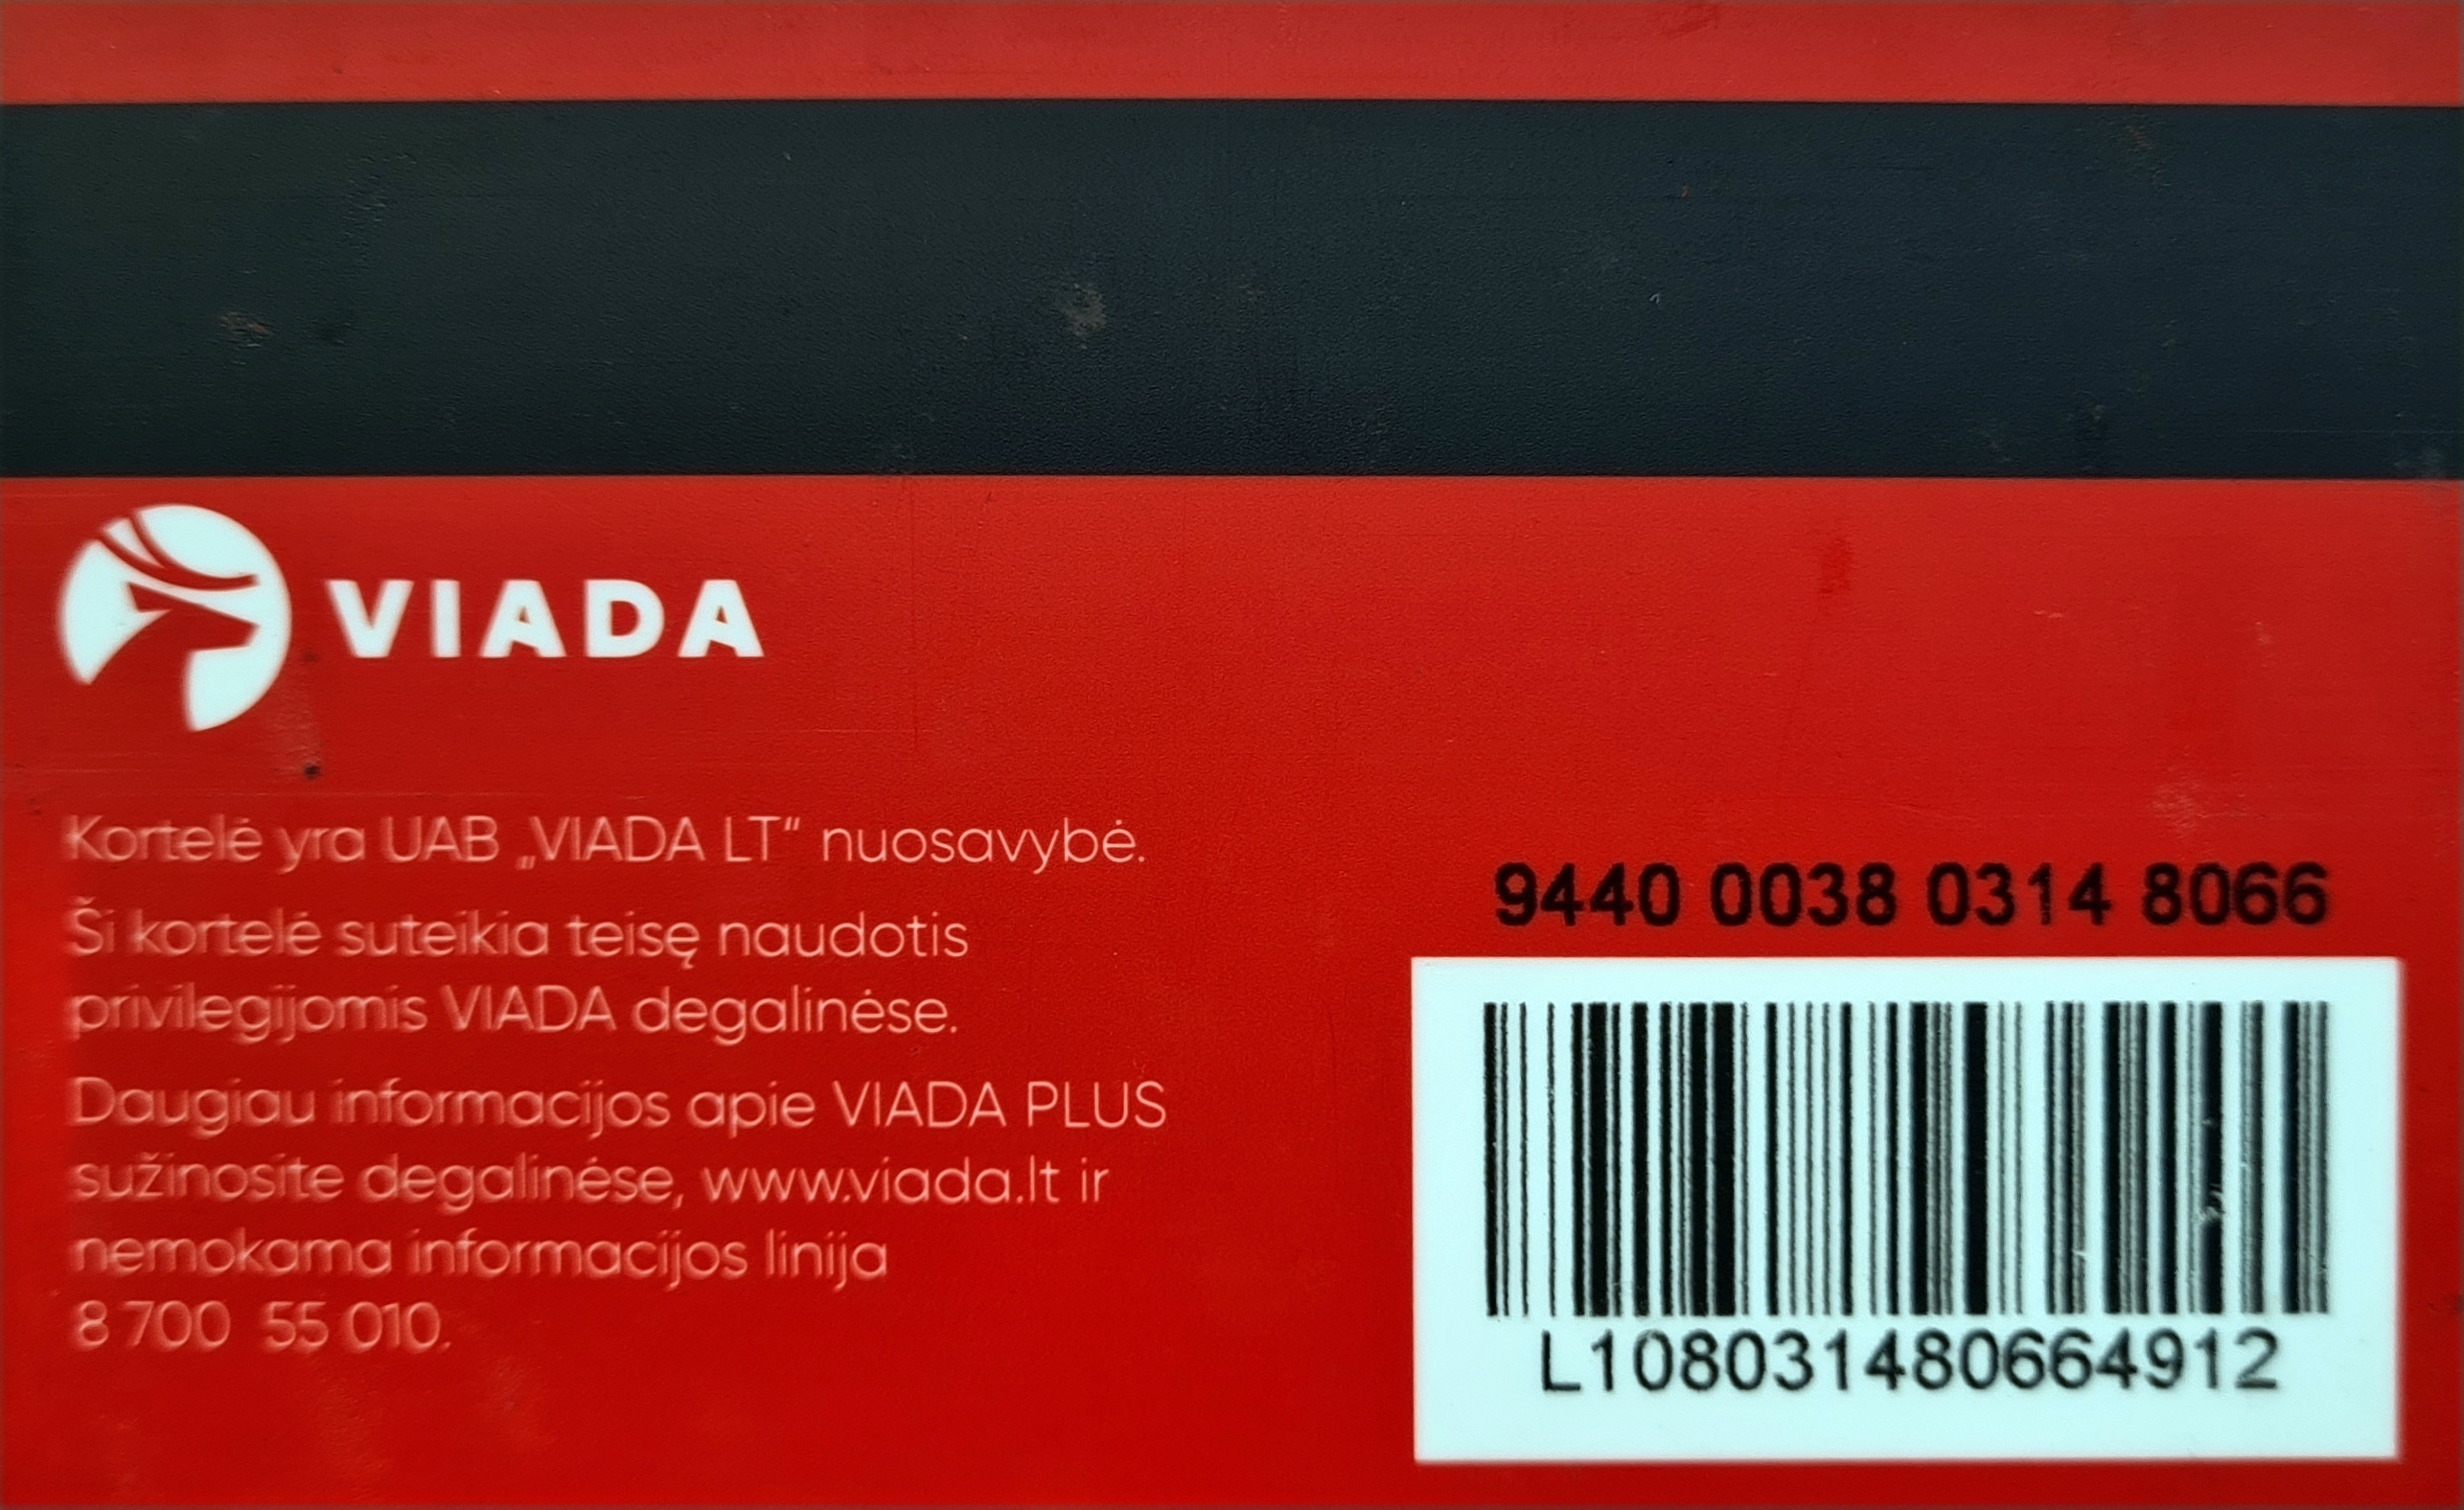 VIADA
Kortelė yra UAB „VIADA LT“ nuosavybė.
Ši kortelė suteikia teisę naudotis
privilegijomis VIADA degalinėse.
Daugiau informacijos apie VIADA PLUS
sužinosite degalinėse, www.viada.lt ir
nemokama informacijos linija
8 700 55 010.
9440 0038 0314 8066
L108031480664912